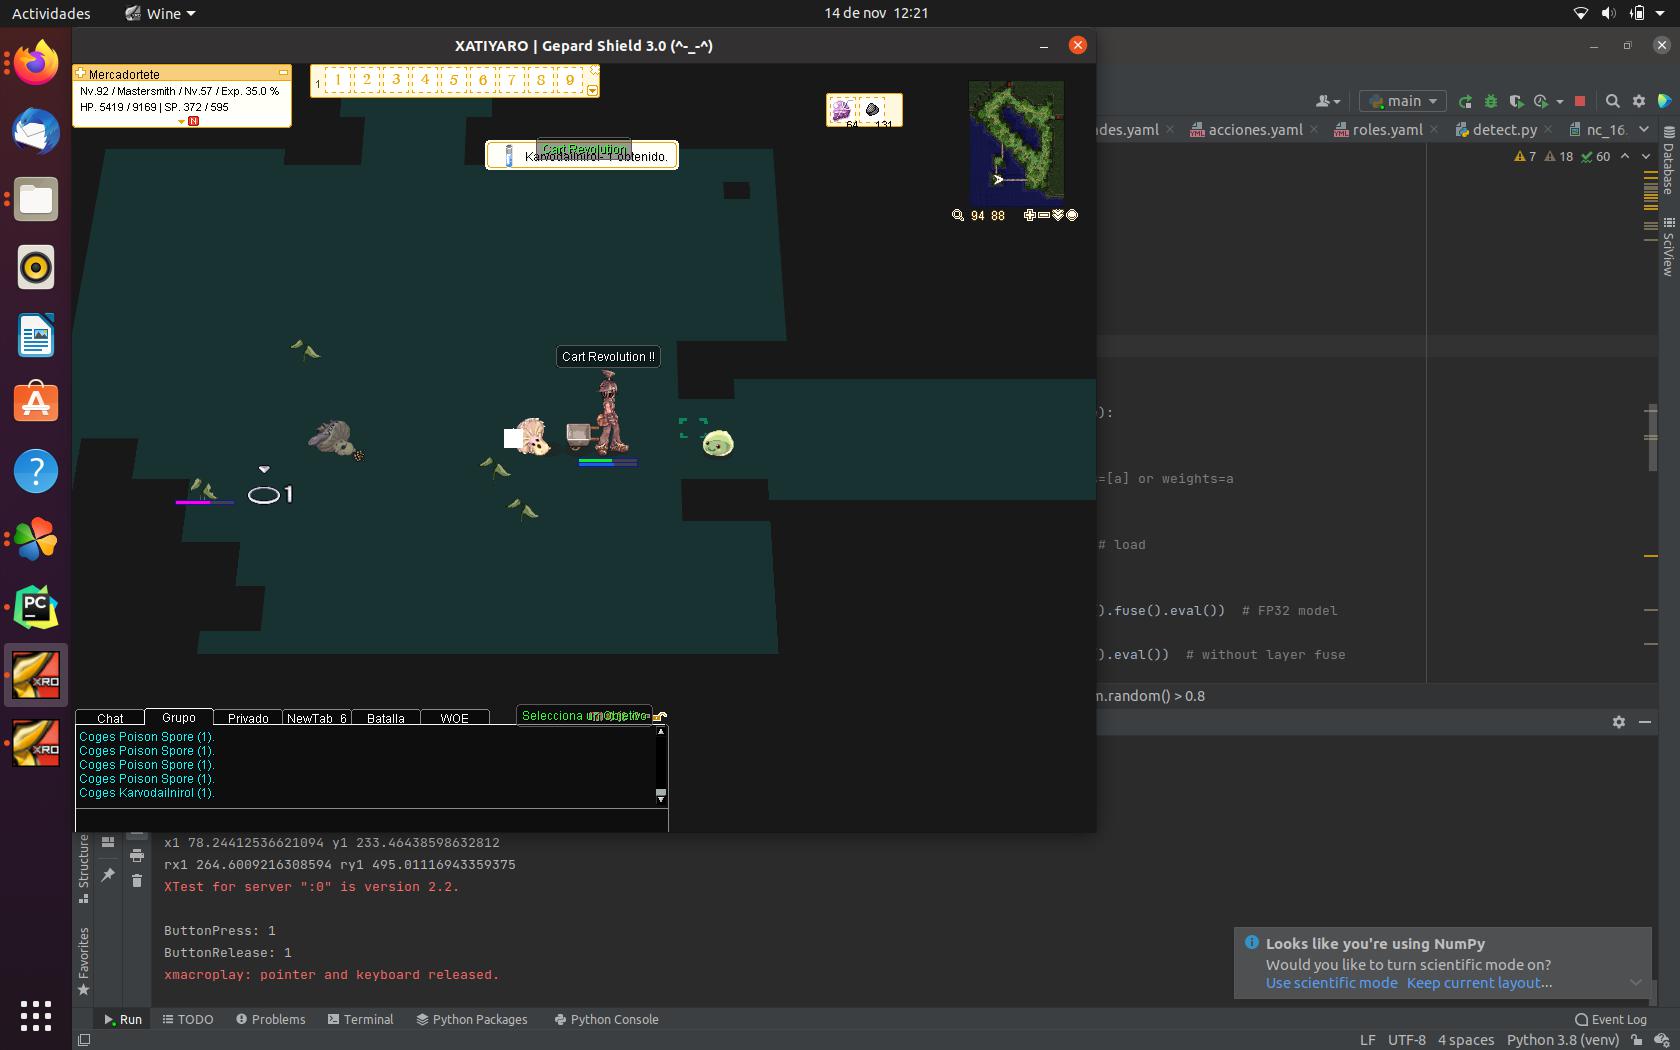 Actividades
Wine
14 de nov 12:21
XATIYARO | Gepard Shield 3.0 (^-_-^)
Mercadortete
Nv.92 / Mastersmith / Nv.57 / Exp. 35.0 %
HP. 5419 / 9169 | SP. 372 / 595
N
1 1 2 3 4 5 6 7 8 9
64 131
Cart Revolution
Karvodailnirol- 1 obtenido.
94 88
Cart Revolution !!
1
Chat Grupo Privado NewTab_6 Batalla WOE
Coges Poison Spore (1).
Coges Poison Spore (1).
Coges Poison Spore (1).
Coges Poison Spore (1).
Coges Karvodailnirol (1).
main
des.yaml acciones.yaml roles.yaml detect.py nc_16.
7 18 60
Database
SciView
):
=[a] or weights=a
# load
).fuse().eval()) # FP32 model
).eval()) # without layer fuse
m.random() > 0.8
PC
XRO
XRO
Structure
Favorites
x1 78.24412536621094 y1 233.46438598632812
rx1 264.6009216308594 ry1 495.01116943359375
XTest for server ":0" is version 2.2.
ButtonPress: 1
ButtonRelease: 1
xmacroplay: pointer and keyboard released.
Looks like you're using NumPy
Would you like to turn scientific mode on?
Use scientific mode Keep current layout...
Run TODO Problems Terminal Python Packages Python Console
Event Log
LF UTF-8 4 spaces Python 3.8 (venv)